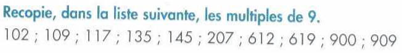 Recopie, dans la liste suivante, les multiples de 9.
102 ; 109 ; 117 ; 135 ; 145 ; 207 ; 612 ; 619 ; 900 ; 909